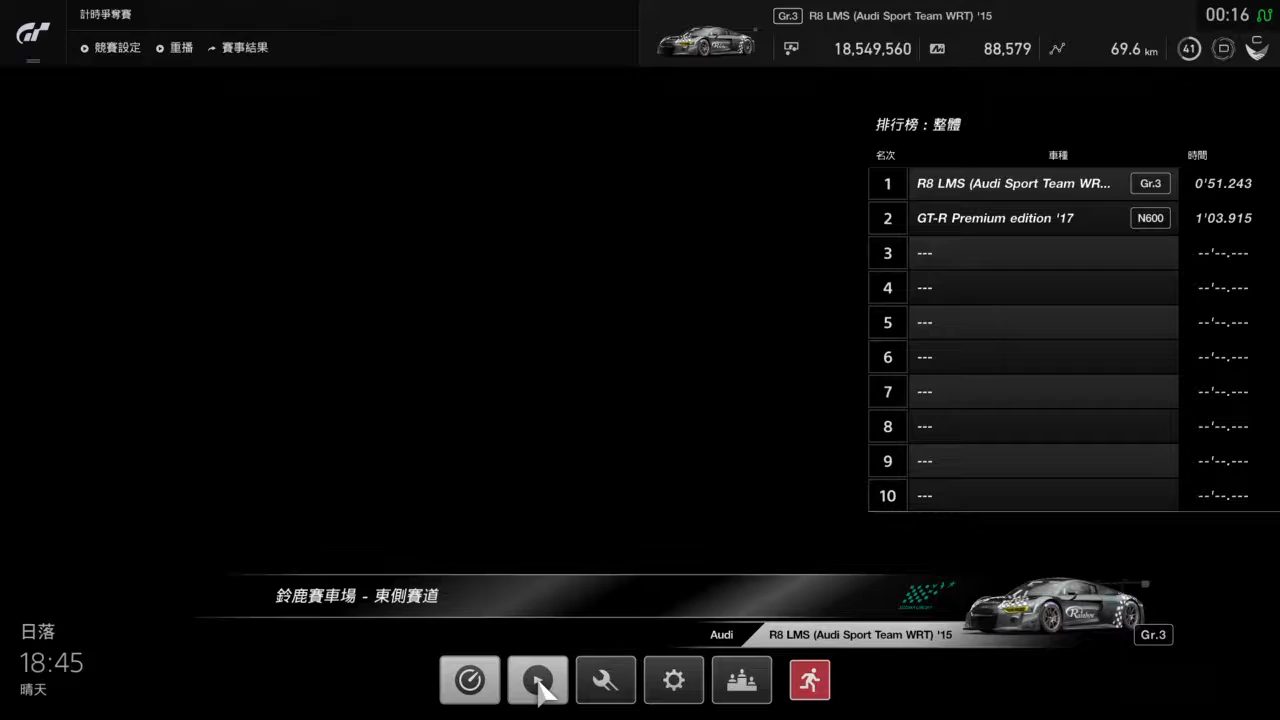 計時爭奪賽
競賽設定 重播 賽事結果
Gr.3 R8 LMS (Audi Sport Team WRT) '15
18,549,560 88,579 69.6 km 41 D C
00:16
排行榜：整體
名次 車種 時間
1 R8 LMS (Audi Sport Team WR... Gr.3 0'51.243
2 GT-R Premium edition '17 N600 1'03.915
3 --- --'--.---
4 --- --'--.---
5 --- --'--.---
6 --- --'--.---
7 --- --'--.---
8 --- --'--.---
9 --- --'--.---
10 --- --'--.---
鈴鹿賽車場 - 東側賽道
Audi R8 LMS (Audi Sport Team WRT) '15 Gr.3
日落
18:45
晴天